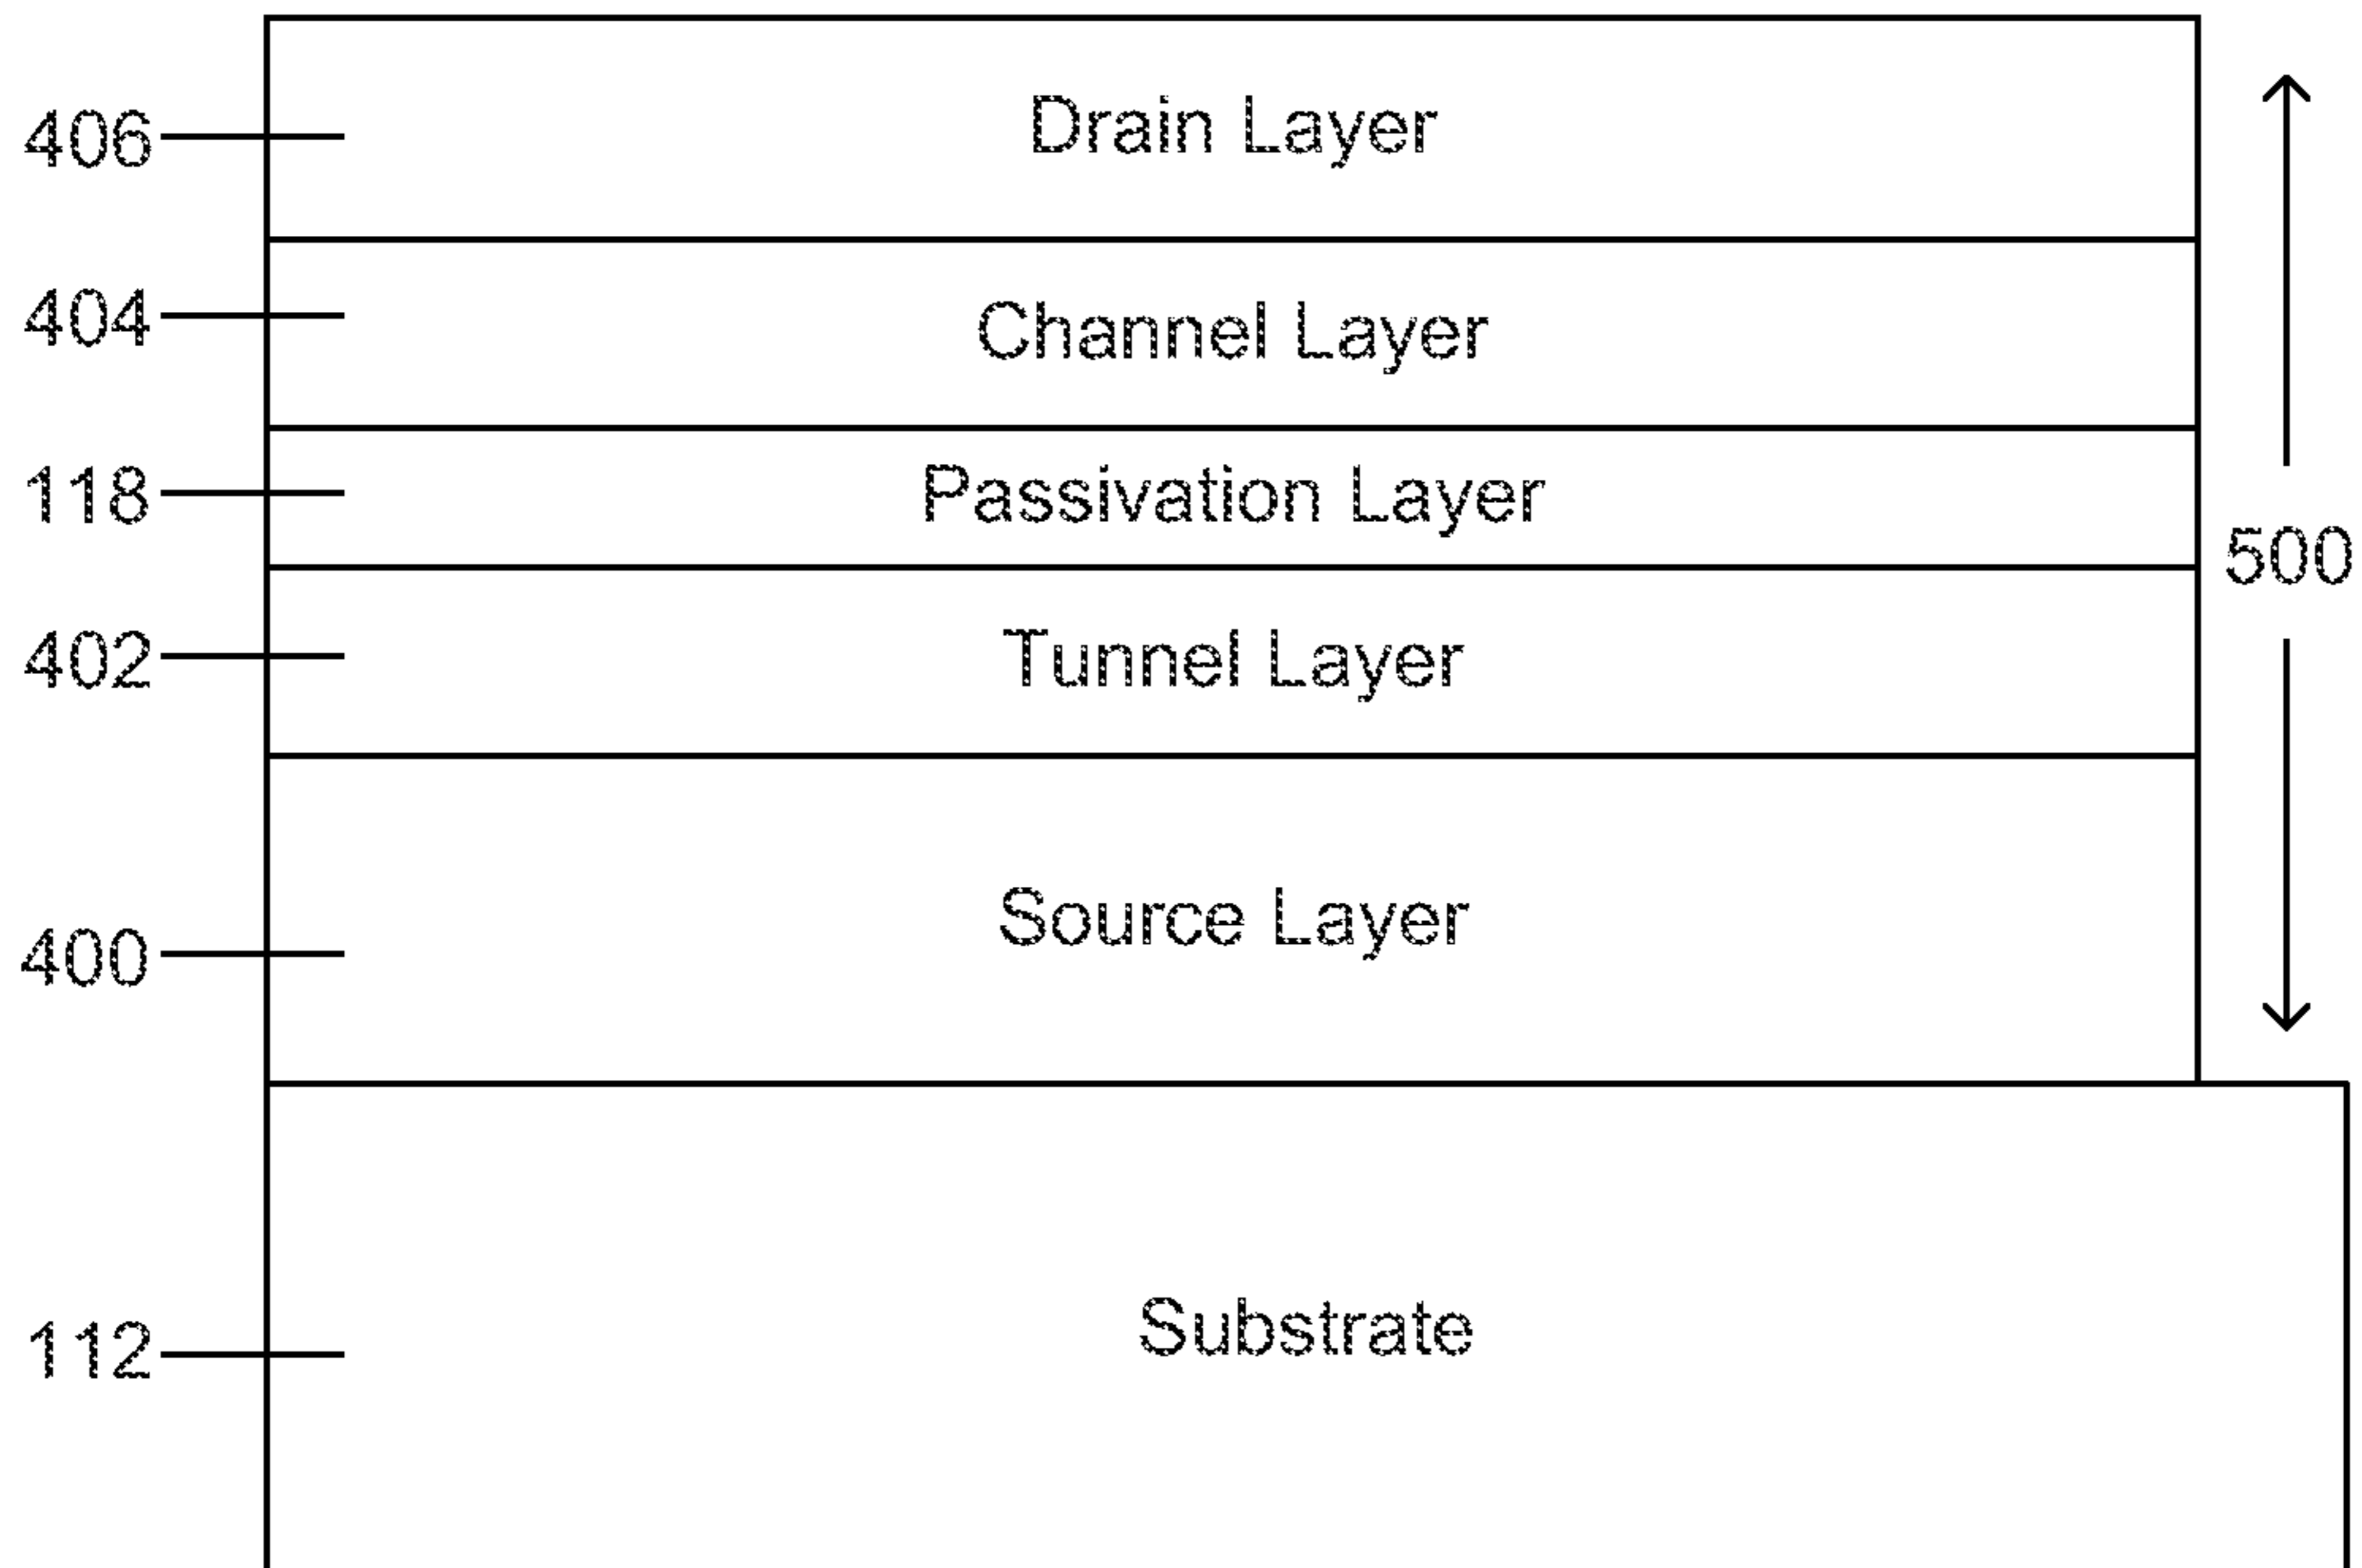 406 Drain Layer
404 Channel Layer
118 Passivation Layer
500
402 Tunnel Layer
400 Source Layer
112 Substrate